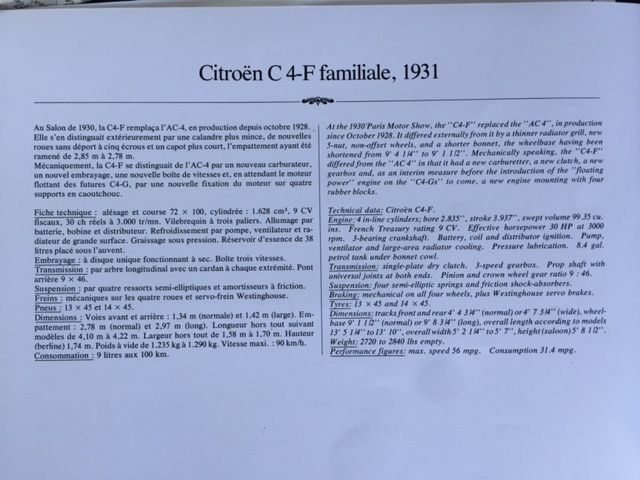 Citroën C 4-F familiale, 1931
Au Salon de 1930, la C4-F remplaça l'AC-4, en production depuis octobre 1928.
Elle s'en distinguait extérieurement par une calandre plus mince, de nouvelles
roues sans déport à cinq écrous et un capot plus court, l'empattement ayant été
ramené de 2,85 m à 2,78 m.
Mécaniquement, la C4-F se distinguait de l'AC-4 par un nouveau carburateur,
un nouvel embrayage, une nouvelle boîte de vitesses et, en attendant le moteur
flottant des futures C4-G, par une nouvelle fixation du moteur sur quatre
supports en caoutchouc.
Fiche technique : alésage et course 72 × 100, cylindrée : 1.628 cm³, 9 CV
fiscaux, 30 ch réels à 3.000 tr/mn. Vilebrequin à trois paliers. Allumage par
batterie, bobine et distributeur. Refroidissement par pompe, ventilateur et ra-
diateur de grande surface. Graissage sous pression. Réservoir d'essence de 38
litres placé sous l'auvent.
Embrayage : à disque unique fonctionnant à sec. Boîte trois vitesses.
Transmission : par arbre longitudinal avec un cardan à chaque extrémité. Pont
arrière 9 × 46.
Suspension : par quatre ressorts semi-elliptiques et amortisseurs à friction.
Freins : mécaniques sur les quatre roues et servo-frein Westinghouse.
Pneus : 13 × 45 et 14 × 45.
Dimensions : Voies avant et arrière : 1,34 m (normale) et 1,42 m (large). Em-
pattement : 2,78 m (normal) et 2,97 m (long). Longueur hors tout suivant
modèles de 4,10 m à 4,22 m. Largeur hors tout de 1,58 m à 1,70 m. Hauteur
(berline) 1,74 m. Poids à vide de 1.235 kg à 1.290 kg. Vitesse maxi. : 90 km/h.
Consommation : 9 litres aux 100 km.
At the 1930 Paris Motor Show, the "C4-F" replaced the "AC 4", in production
since October 1928. It differed externally from it by a thinner radiator grill, new
5-nut, non-offset wheels, and a shorter bonnet, the wheelbase having been
shortened from 9' 4 1/4" to 9' 1 1/2". Mechanically speaking, the "C4-F"
differed from the "AC 4" in that it had a new carburetter, a new clutch, a new
gearbox and, as an interim measure before the introduction of the "floating
power" engine on the "C4-Gs" to come, a new engine mounting with four
rubber blocks.
Technical data: Citroën C4-F.
Engine: 4 in-line cylinders; bore 2.835", stroke 3.937", swept volume 99.35 cu.
ins. French Treasury rating 9 CV. Effective horsepower 30 HP at 3000
rpm. 3-bearing crankshaft. Battery, coil and distributor ignition. Pump,
ventilator and large-area radiator cooling. Pressure lubrication. 8.4 gal.
petrol tank under bonnet cowl.
Transmission: single-plate dry clutch. 3-speed gearbox. Prop shaft with
universal joints at both ends. Pinion and crown wheel gear ratio 9 : 46.
Suspension: four semi-elliptic springs and friction shock-absorbers.
Braking: mechanical on all four wheels, plus Westinghouse servo brakes.
Tyres: 13 × 45 and 14 × 45.
Dimensions: tracks front and rear 4' 4 3/4" (normal) or 4' 7 3/4" (wide), wheel-
base 9' 1 1/2" (normal) or 9' 8 3/4" (long), overall length according to models
13' 5 1/4" to 13' 10", overall width 5' 2 1/4" to 5' 7", height (saloon) 5' 8 1/2".
Weight: 2720 to 2840 lbs empty.
Performance figures: max. speed 56 mpg. Consumption 31.4 mpg.